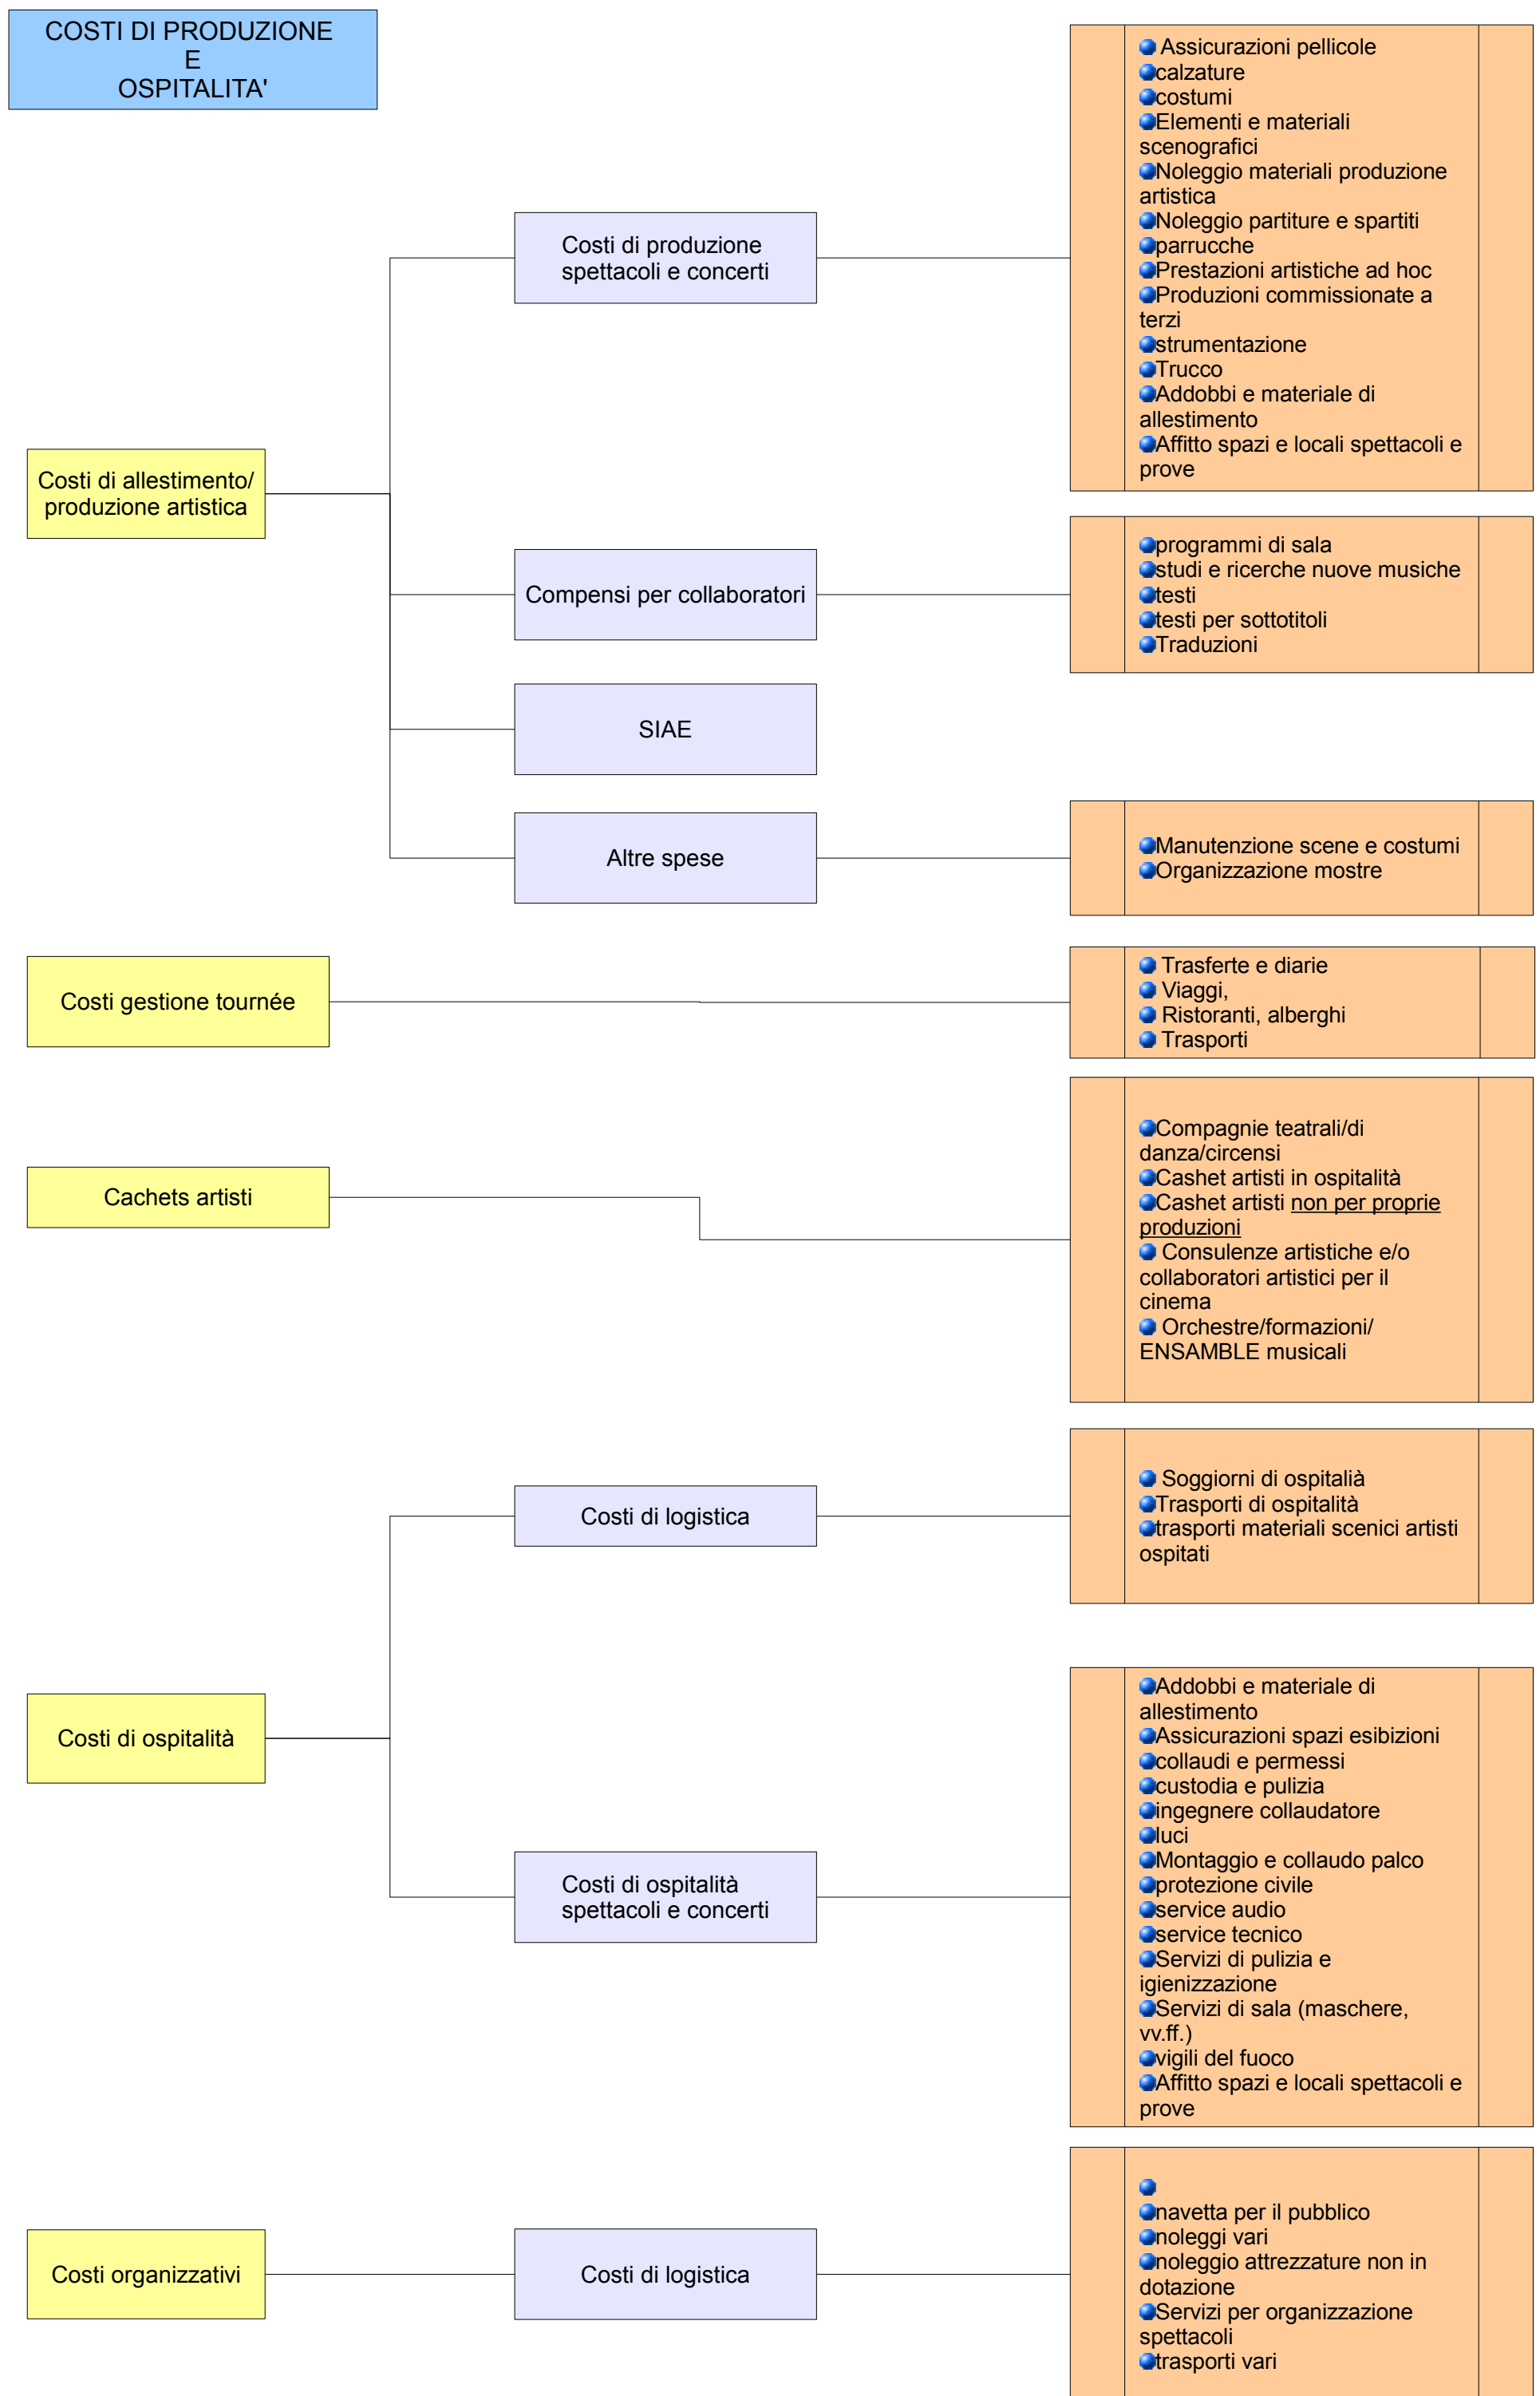 COSTI DI PRODUZIONE
E
OSPITALITA'
Assicurazioni pellicole
calzature
costumi
Elementi e materiali
scenografici
Noleggio materiali produzione
artistica
Noleggio partiture e spartiti
parrucche
Prestazioni artistiche ad hoc
Produzioni commissionate a
terzi
strumentazione
Trucco
Addobbi e materiale di
allestimento
Affitto spazi e locali spettacoli e
prove
Costi di produzione
spettacoli e concerti
Costi di allestimento/
produzione artistica
Compensi per collaboratori
programmi di sala
studi e ricerche nuove musiche
testi
testi per sottotitoli
Traduzioni
SIAE
Altre spese
Manutenzione scene e costumi
Organizzazione mostre
Costi gestione tournée
Trasferte e diarie
Viaggi,
Ristoranti, alberghi
Trasporti
Cachets artisti
Compagnie teatrali/di
danza/circensi
Cashet artisti in ospitalità
Cashet artisti non per proprie
produzioni
Consulenze artistiche e/o
collaboratori artistici per il
cinema
Orchestre/formazioni/
ENSAMBLE musicali
Costi di logistica
Soggiorni di ospitalià
Trasporti di ospitalità
trasporti materiali scenici artisti
ospitati
Costi di ospitalità
Costi di ospitalità
spettacoli e concerti
Addobbi e materiale di
allestimento
Assicurazioni spazi esibizioni
collaudi e permessi
custodia e pulizia
ingegnere collaudatore
luci
Montaggio e collaudo palco
protezione civile
service audio
service tecnico
Servizi di pulizia e
igienizzazione
Servizi di sala (maschere,
vv.ff.)
vigili del fuoco
Affitto spazi e locali spettacoli e
prove
Costi organizzativi
Costi di logistica
navetta per il pubblico
noleggi vari
noleggio attrezzature non in
dotazione
Servizi per organizzazione
spettacoli
trasporti vari